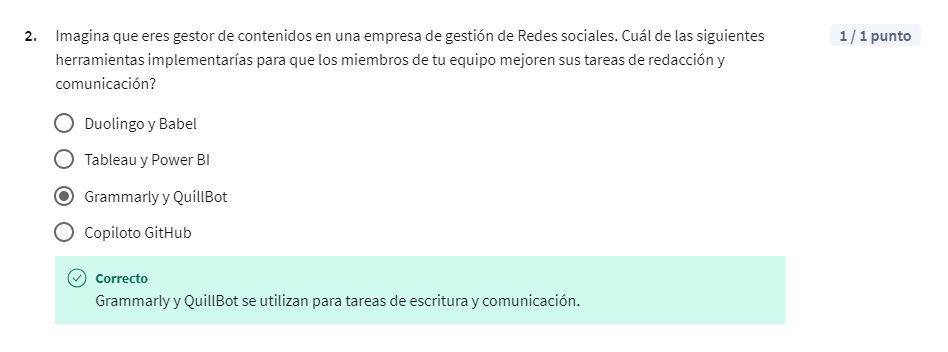 2. Imagina que eres gestor de contenidos en una empresa de gestión de Redes sociales. Cuál de las siguientes
1 / 1 punto
herramientas implementarías para que los miembros de tu equipo mejoren sus tareas de redacción y
comunicación?
Duolingo y Babel
Tableau y Power BI
Grammarly y QuillBot
Copiloto GitHub
Correcto
Grammarly y QuillBot se utilizan para tareas de escritura y comunicación.